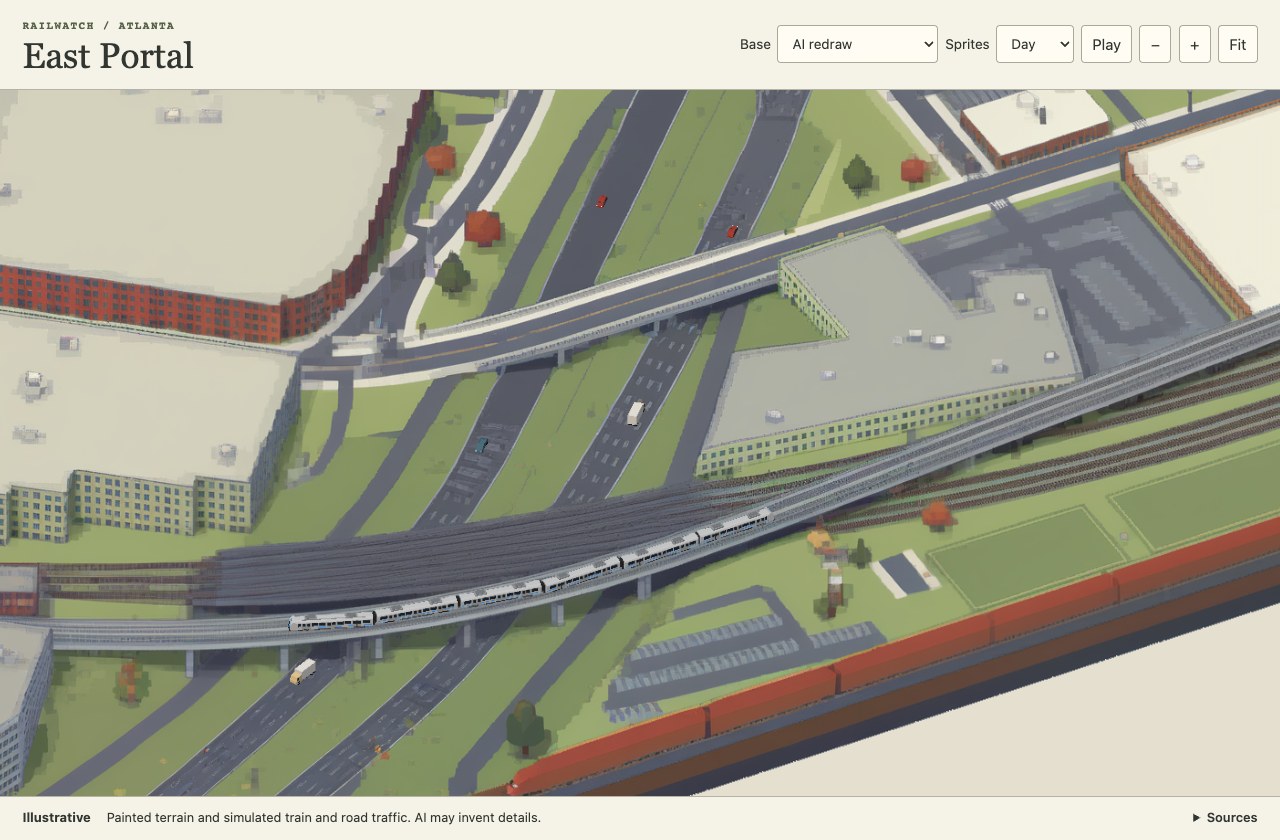 RAILWATCH / ATLANTA
East Portal
Base AI redraw Sprites Day Play − + Fit
Illustrative Painted terrain and simulated train and road traffic. AI may invent details. ▶ Sources